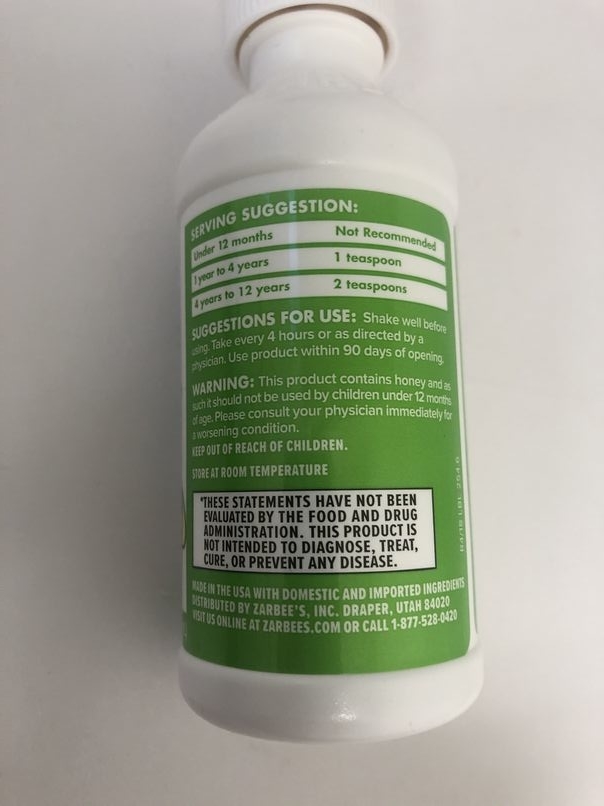 SERVING SUGGESTION:
Under 12 months Not Recommended
1 year to 4 years 1 teaspoon
4 years to 12 years 2 teaspoons
SUGGESTIONS FOR USE: Shake well before
using. Take every 4 hours or as directed by a
physician. Use product within 90 days of opening.
WARNING: This product contains honey and as
such it should not be used by children under 12 months
of age. Please consult your physician immediately for
a worsening condition.
KEEP OUT OF REACH OF CHILDREN.
STORE AT ROOM TEMPERATURE
*THESE STATEMENTS HAVE NOT BEEN
EVALUATED BY THE FOOD AND DRUG
ADMINISTRATION. THIS PRODUCT IS
NOT INTENDED TO DIAGNOSE, TREAT,
CURE, OR PREVENT ANY DISEASE.
MADE IN THE USA WITH DOMESTIC AND IMPORTED INGREDIENTS
DISTRIBUTED BY ZARBEE'S, INC. DRAPER, UTAH 84020
VISIT US ONLINE AT ZARBEES.COM OR CALL 1-877-528-0420